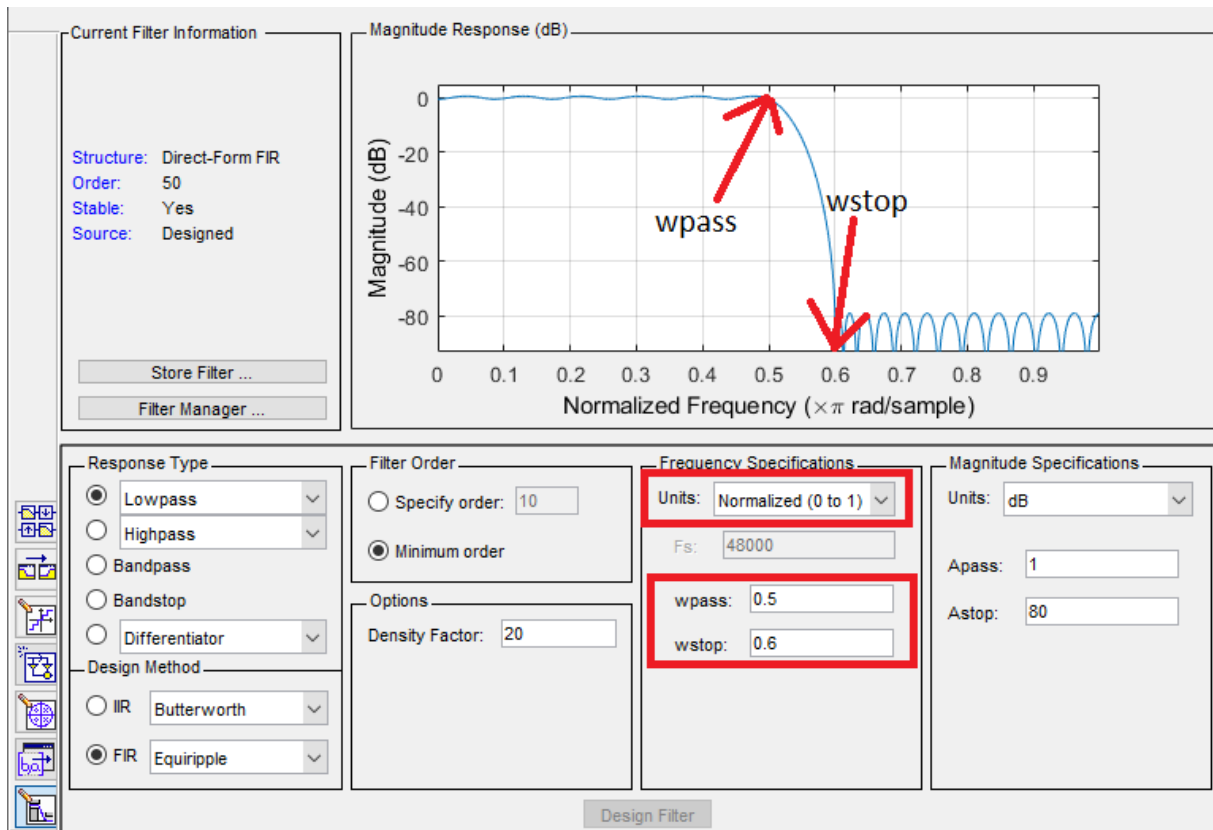 Current Filter Information
Structure: Direct-Form FIR
Order: 50
Stable: Yes
Source: Designed
Store Filter ...
Filter Manager ...
Magnitude Response (dB)
Magnitude (dB)
0
-20
-40
-60
-80
wpass
wstop
0 0.1 0.2 0.3 0.4 0.5 0.6 0.7 0.8 0.9
Normalized Frequency (×π rad/sample)
Response Type
Lowpass
Highpass
Bandpass
Bandstop
Differentiator
Design Method
IIR Butterworth
FIR Equiripple
Filter Order
Specify order: 10
Minimum order
Options
Density Factor: 20
Frequency Specifications
Units: Normalized (0 to 1)
Fs: 48000
wpass: 0.5
wstop: 0.6
Magnitude Specifications
Units: dB
Apass: 1
Astop: 80
Design Filter
[b,a]